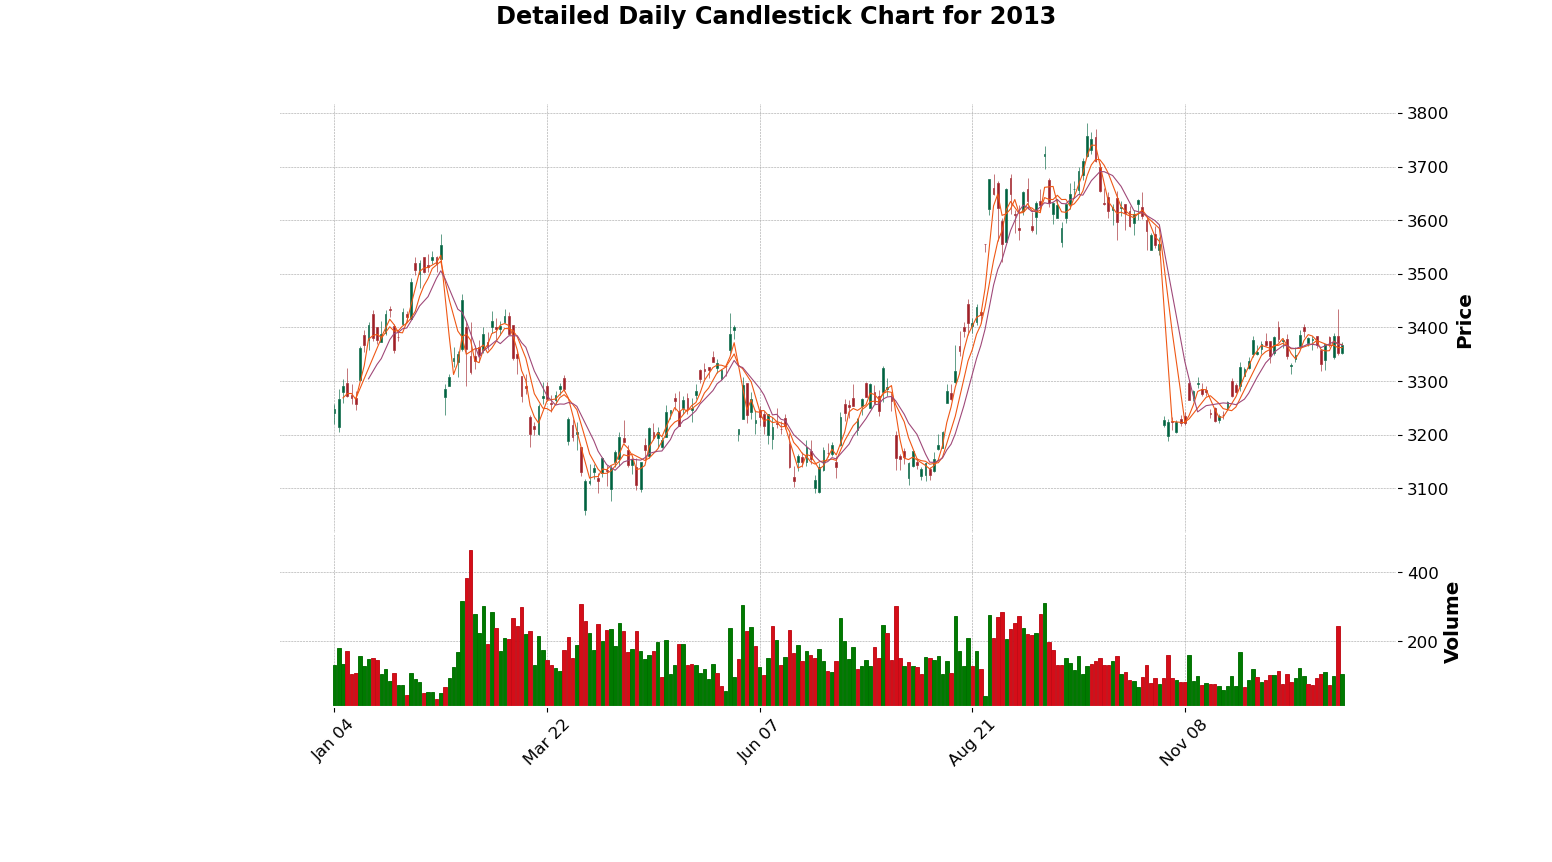 Detailed Daily Candlestick Chart for 2013
3800
3700
3600
3500
3400
3300
3200
3100
Price
400
200
Volume
Jan 04
Mar 22
Jun 07
Aug 21
Nov 08